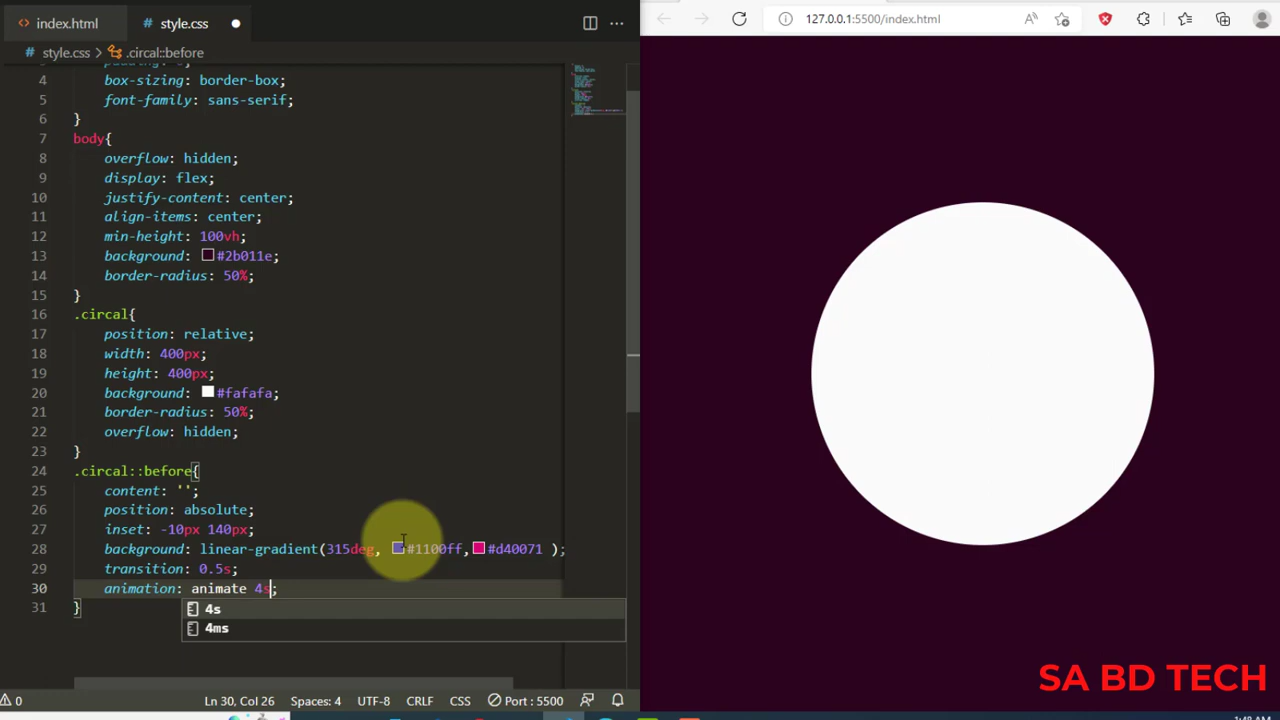 index.html
style.css
127.0.0.1:5500/index.html
style.css > .circal::before
4 box-sizing: border-box;
5 font-family: sans-serif;
6 }
7 body{
8 overflow: hidden;
9 display: flex;
10 justify-content: center;
11 align-items: center;
12 min-height: 100vh;
13 background: #2b011e;
14 border-radius: 50%;
15 }
16 .circal{
17 position: relative;
18 width: 400px;
19 height: 400px;
20 background: #fafafa;
21 border-radius: 50%;
22 overflow: hidden;
23 }
24 .circal::before{
25 content: '';
26 position: absolute;
27 inset: -10px 140px;
28 background: linear-gradient(315deg, #1100ff,#d40071 );
29 transition: 0.5s;
30 animation: animate 4s;
31 }
4s
4ms
SA BD TECH
0 Ln 30, Col 26 Spaces: 4 UTF-8 CRLF CSS Port : 5500